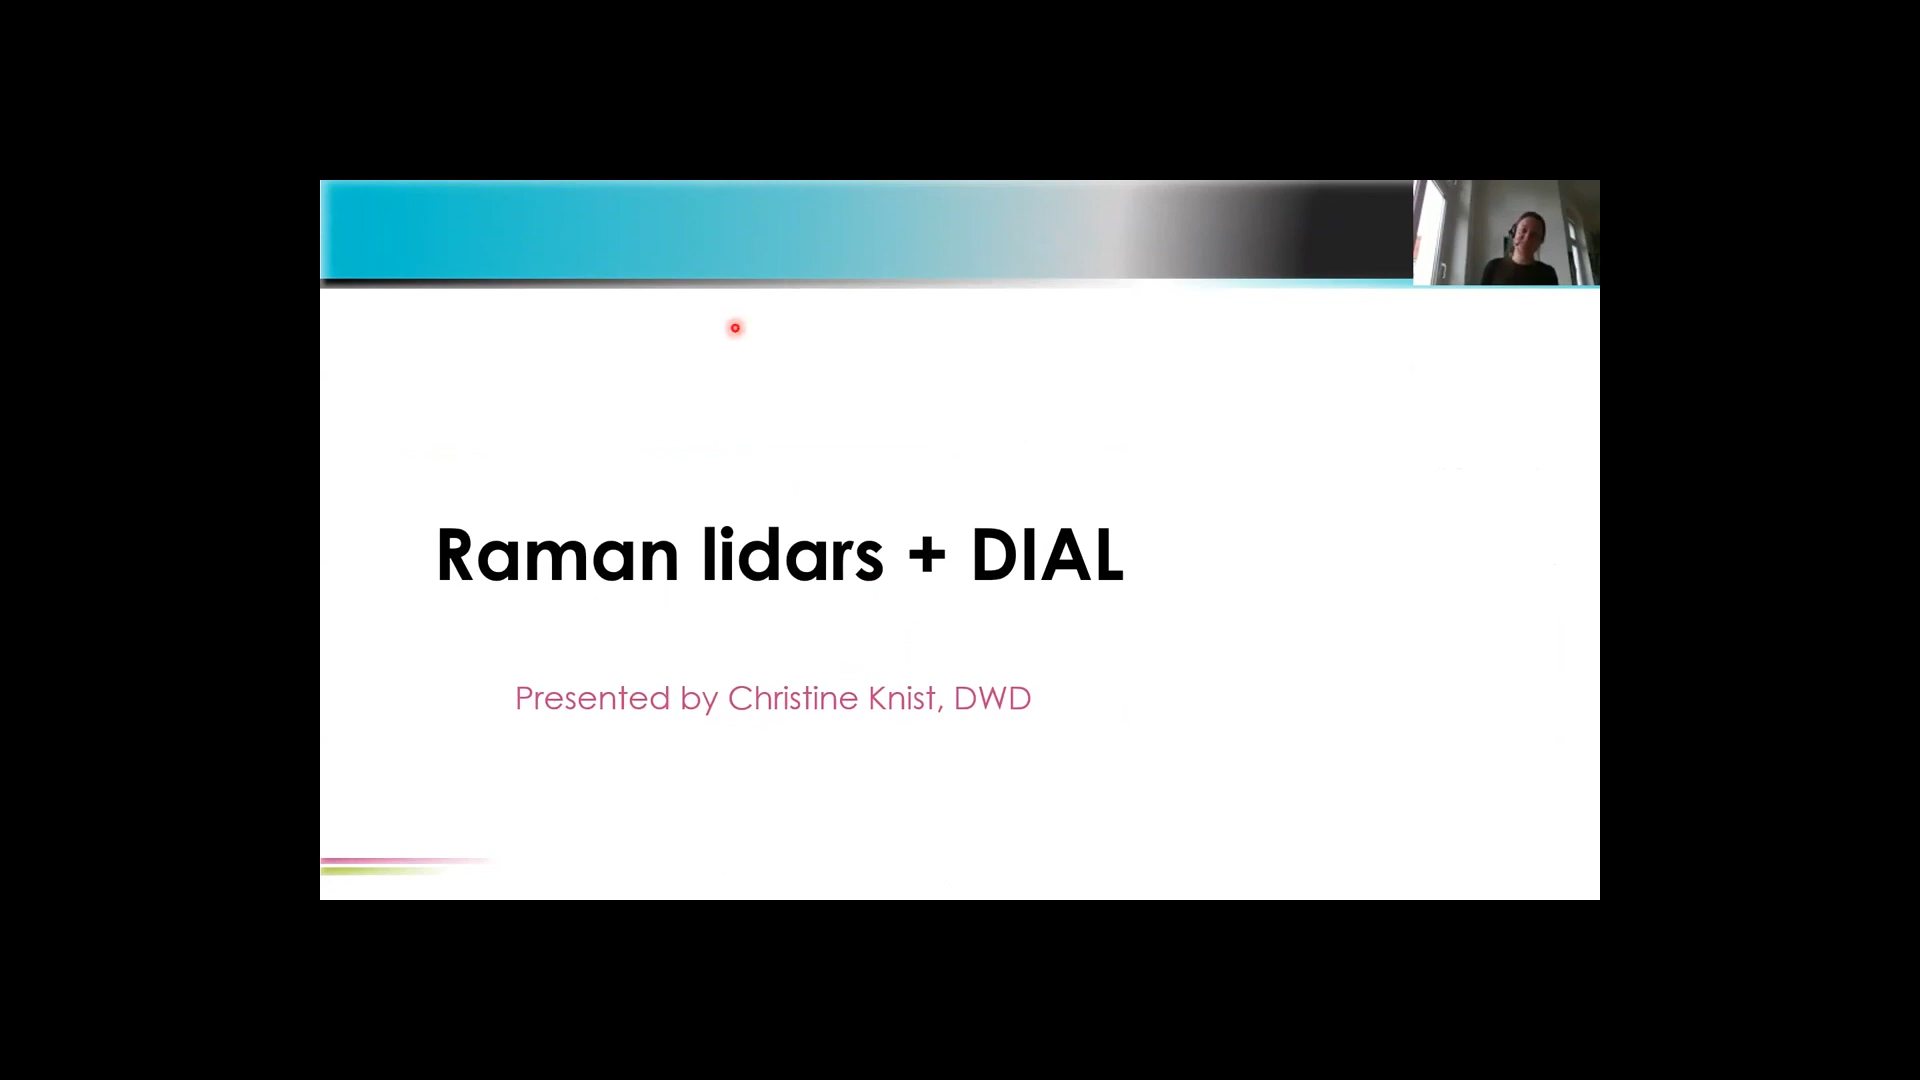 Raman lidars + DIAL
Presented by Christine Knist, DWD